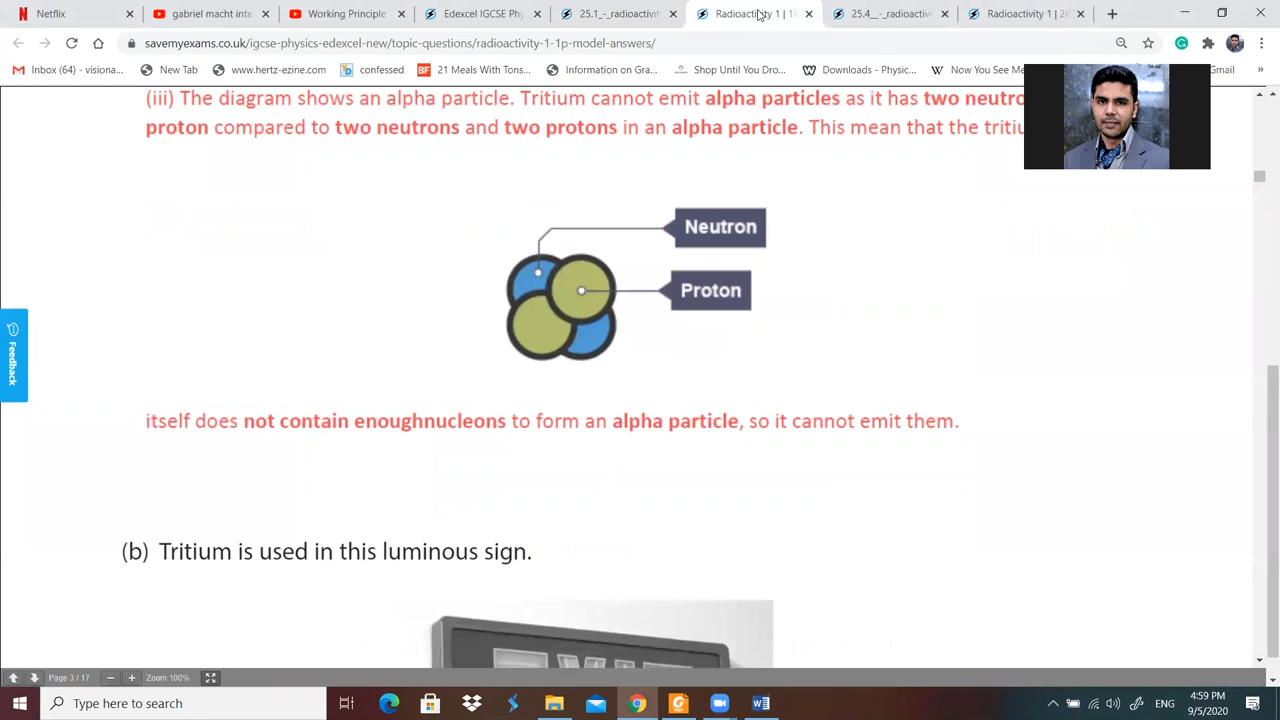 Netflix
gabriel macht inte
Working Principle
Edexcel IGCSE Phy
25.1_-_radioactivit
Radioactivity 1 | 1
25.4__-_radioactiv
Radioactivity 1 | 2
savemyexams.co.uk/igcse-physics-edexcel-new/topic-questions/radioactivity-1-1p-model-answers/
Inbox (64) - visiona...
New Tab
www.hertz-ezine.com
confessed
21 Meals With Tons...
Information on Gra...
Shop Until You Dro...
Downloads - Physic...
Now You See Me
Gmail
(iii) The diagram shows an alpha particle. Tritium cannot emit alpha particles as it has two neutro
proton compared to two neutrons and two protons in an alpha particle. This mean that the tritiu
Neutron
Proton
Feedback
itself does not contain enoughnucleons to form an alpha particle, so it cannot emit them.
(b) Tritium is used in this luminous sign.
Page 3 / 17
Zoom 100%
Type here to search
ENG
4:59 PM
9/5/2020